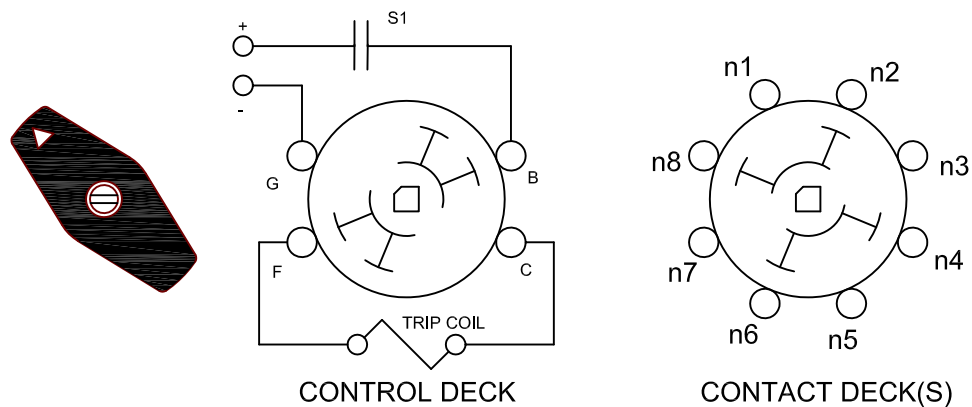 S1
+
-
G
B
F
C
TRIP COIL
CONTROL DECK
n1
n2
n8
n3
n7
n4
n6
n5
CONTACT DECK(S)